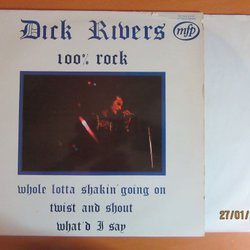 Dick Rivers
mfp
100% rock
whole lotta shakin' going on
twist and shout
what'd I say
27/01/